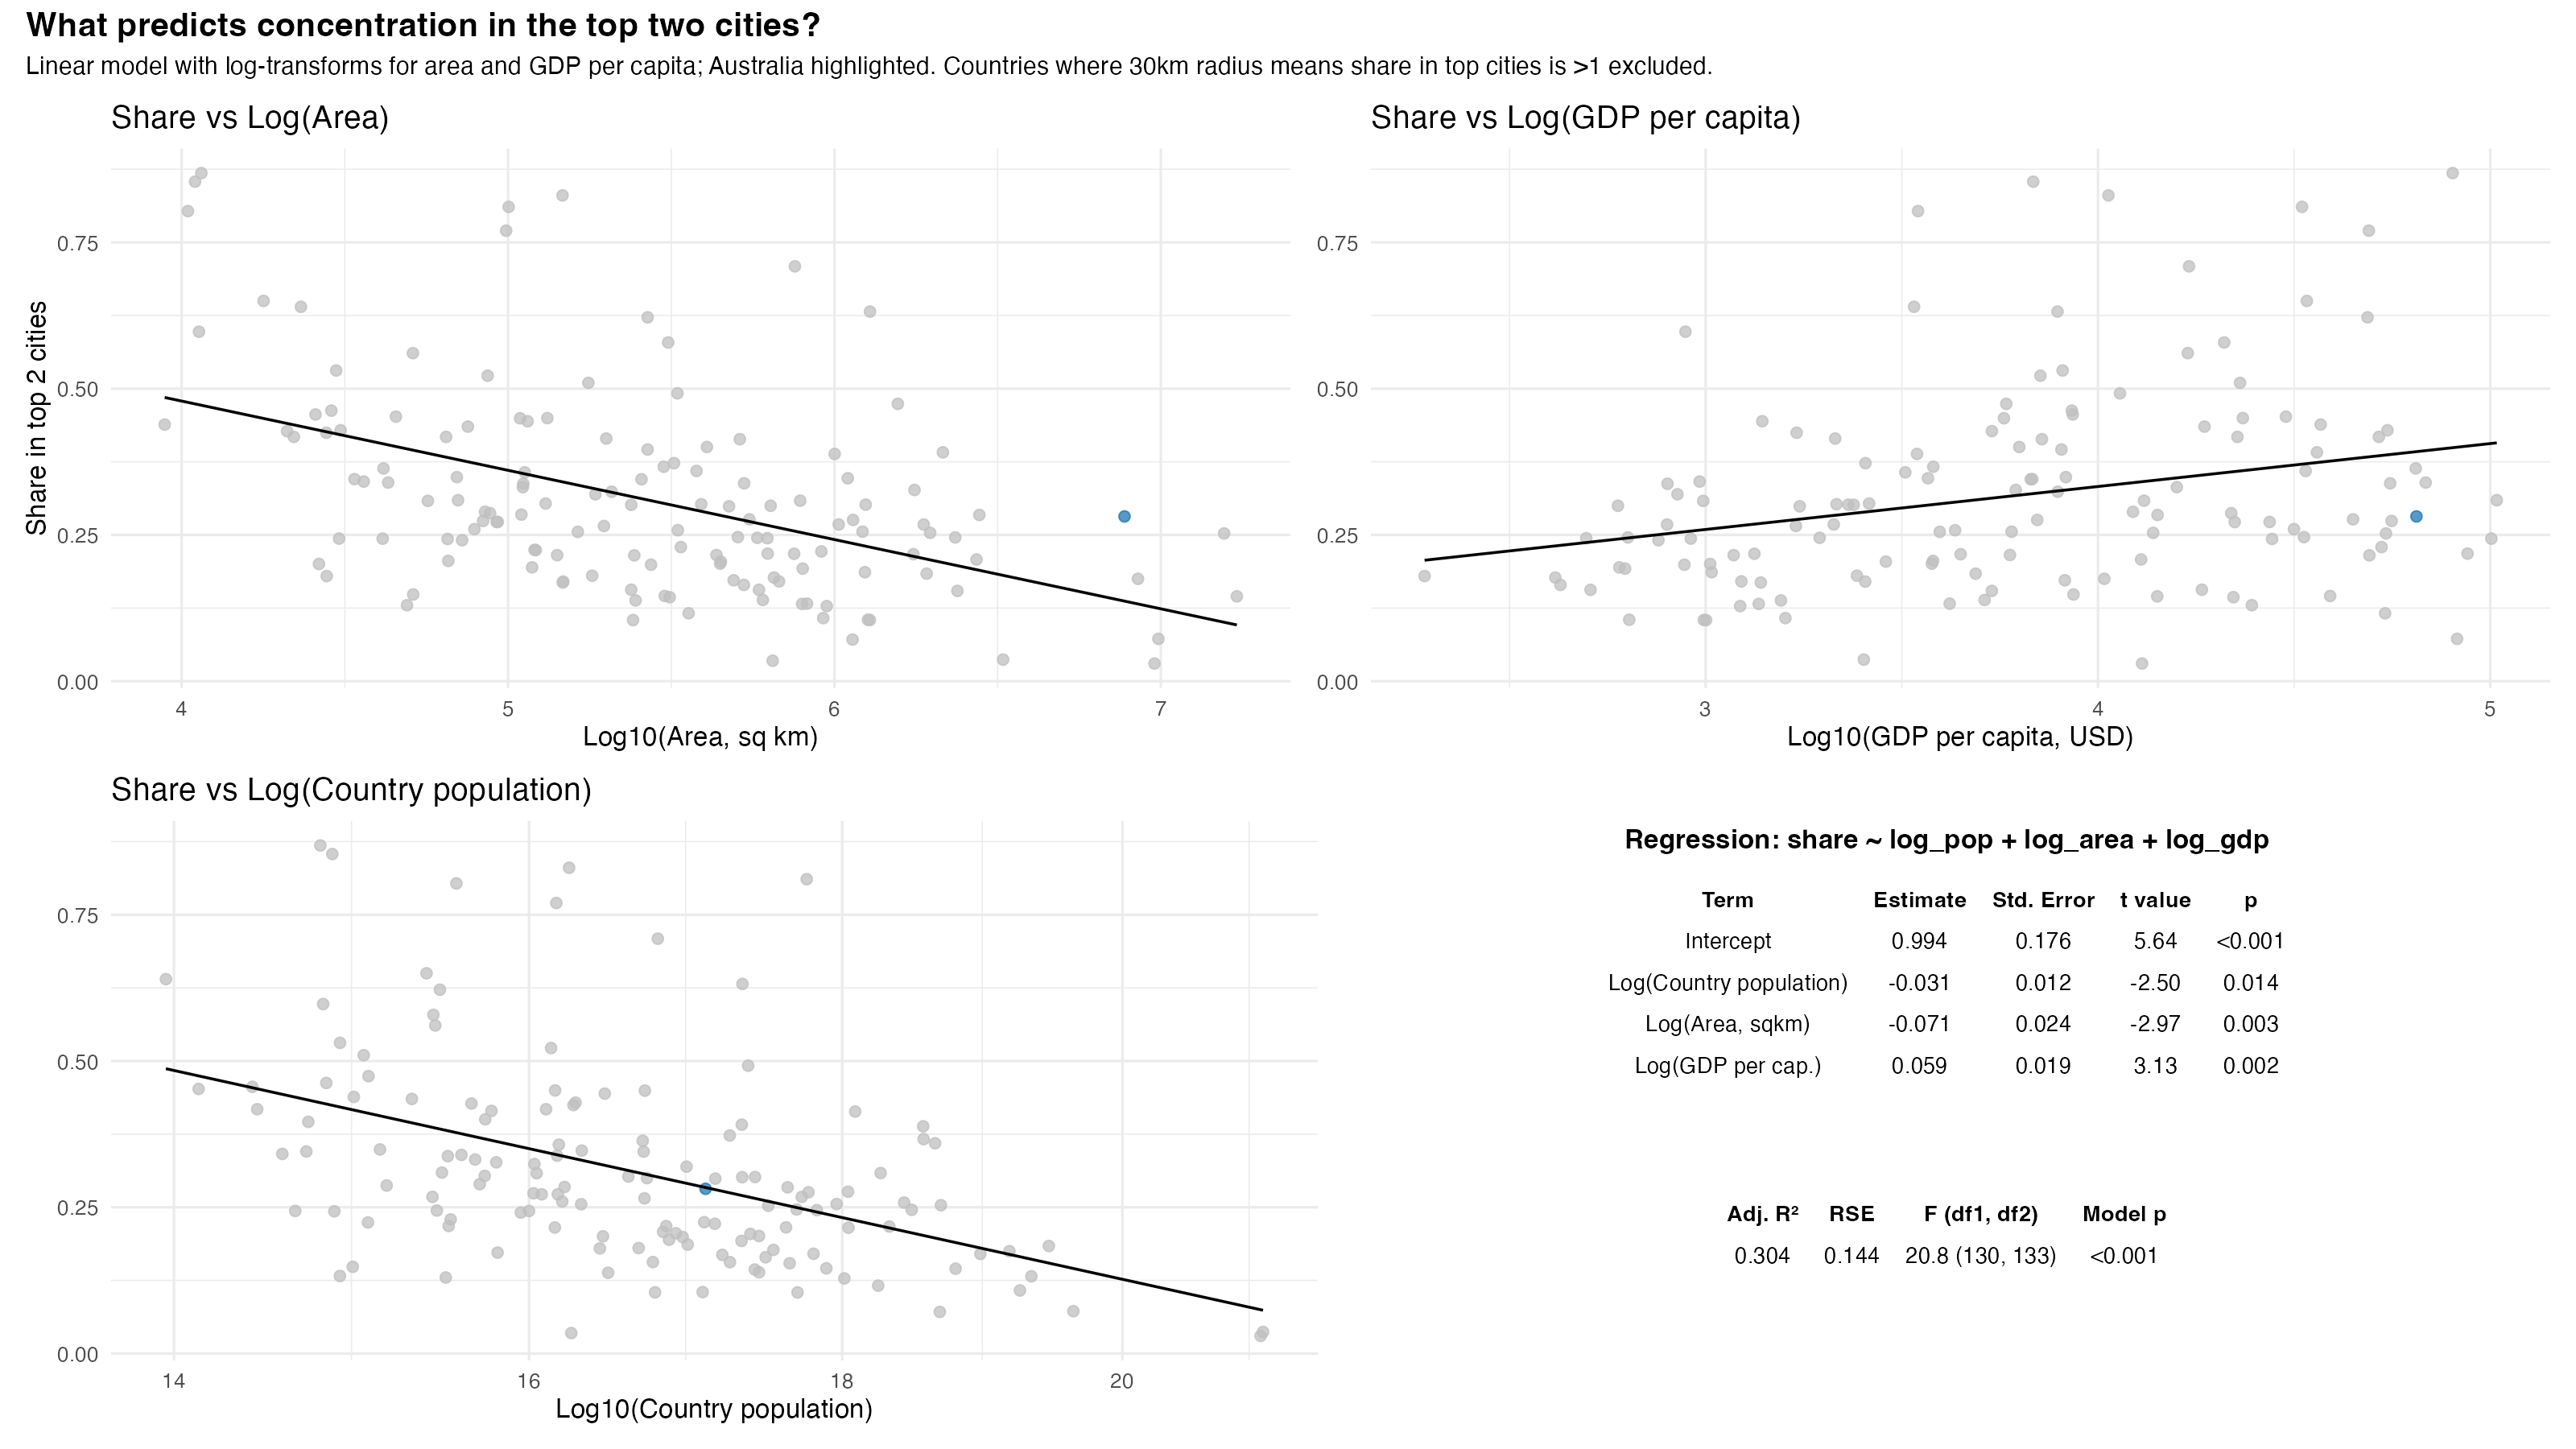 What predicts concentration in the top two cities?
Linear model with log-transforms for area and GDP per capita; Australia highlighted. Countries where 30km radius means share in top cities is >1 excluded.
Share vs Log(Area)
Share in top 2 cities
0.75
0.50
0.25
0.00
4 5 6 7
Log10(Area, sq km)
Share vs Log(GDP per capita)
0.75
0.50
0.25
0.00
3 4 5
Log10(GDP per capita, USD)
Share vs Log(Country population)
0.75
0.50
0.25
0.00
14 16 18 20
Log10(Country population)
Regression: share ~ log_pop + log_area + log_gdp
Term Estimate Std. Error t value p
Intercept 0.994 0.176 5.64 <0.001
Log(Country population) -0.031 0.012 -2.50 0.014
Log(Area, sqkm) -0.071 0.024 -2.97 0.003
Log(GDP per cap.) 0.059 0.019 3.13 0.002
Adj. R² RSE F (df1, df2) Model p
0.304 0.144 20.8 (130, 133) <0.001